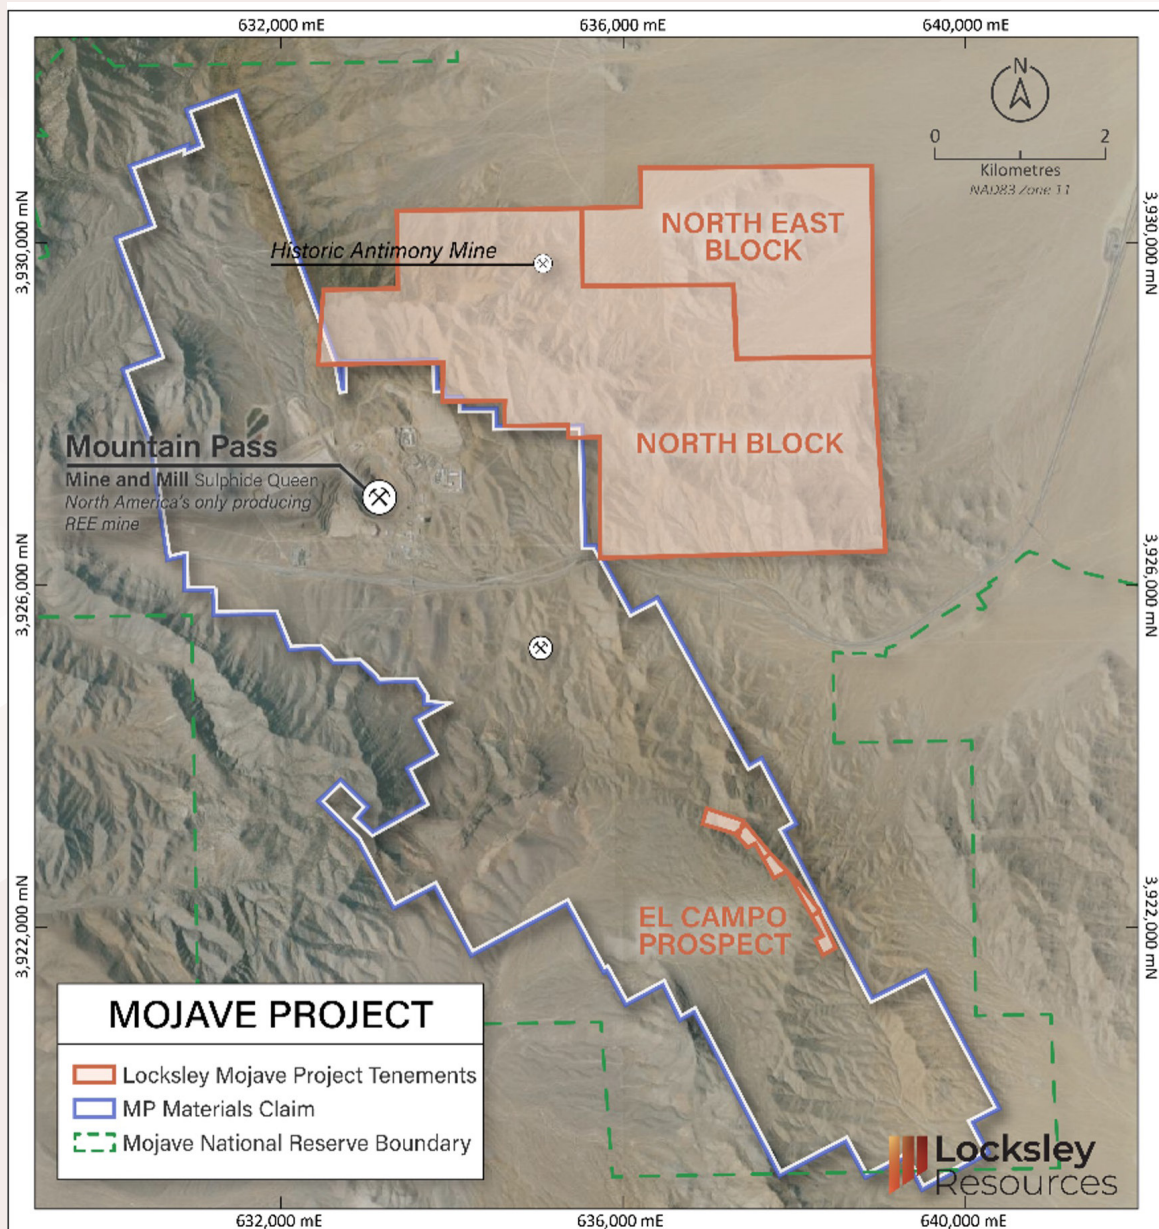 632,000 mE
636,000 mE
640,000 mE
N
0
2
Kilometres
NAD83 Zone 11
3,930,000 mN
3,930,000 mN
NORTH EAST
BLOCK
Historic Antimony Mine
NORTH BLOCK
Mountain Pass
Mine and Mill Sulphide Queen
North America's only producing
REE mine
3,926,000 mN
3,926,000 mN
EL CAMPO
PROSPECT
3,922,000 mN
3,922,000 mN
MOJAVE PROJECT
Locksley Mojave Project Tenements
MP Materials Claim
Mojave National Reserve Boundary
Locksley
Resources
632,000 mE
636,000 mE
640,000 mE